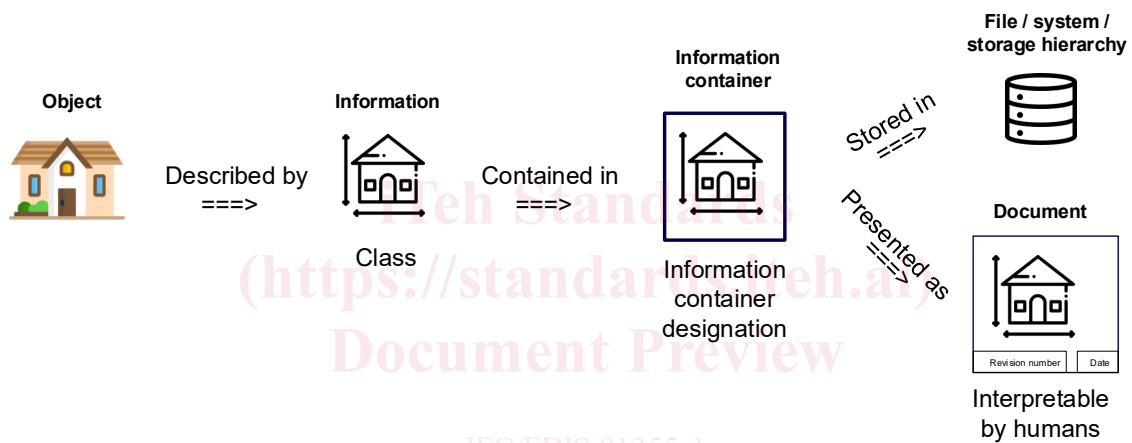 File / system /
storage hierarchy
Information
container
Object
Information
Stored in
===>
Described by
===>
Contained in
===>
iTeh Standards
Document
Presented as
===>
Class
Information
container
designation
(https://standards.iteh.ai)
Document Preview
Revision number
Date
Interpretable
by humans